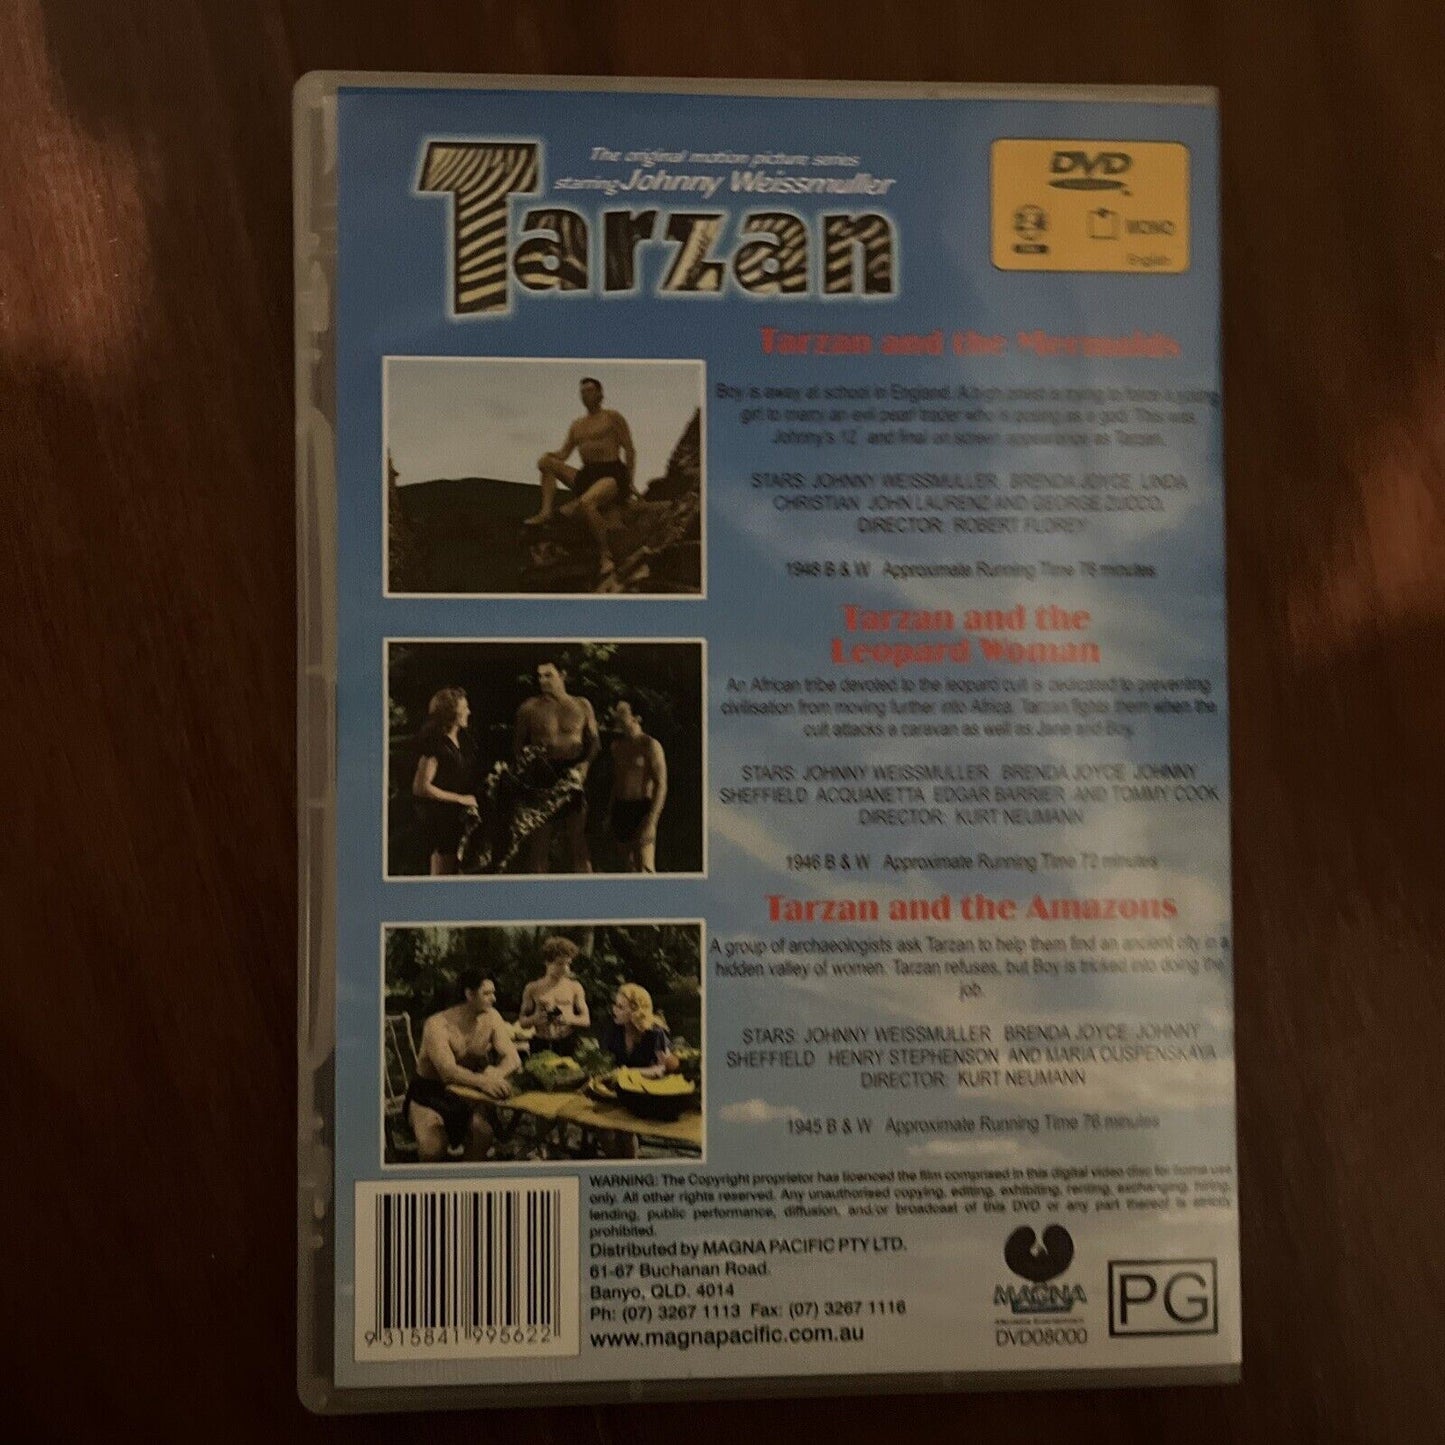 The original motion picture series
starring Johnny Weissmuller
Tarzan
DVD
MONO
English
Tarzan and the Mermaids
Boy is away at school in England. A high priest is trying to force a young
girl to marry an evil pearl trader who is posing as a god. This was
Johnny's 12 and final on screen appearance as Tarzan.
STARS: JOHNNY WEISSMULLER, BRENDA JOYCE LINDA
CHRISTIAN JOHN LAURENZ AND GEORGE ZUCCO.
DIRECTOR: ROBERT FLOREY
1948 B & W Approximate Running Time 76 minutes
Tarzan and the
Leopard Woman
An African tribe devoted to the leopard cult is dedicated to preventing
civilisation from moving further into Africa. Tarzan fights them when the
cult attacks a caravan as well as Jane and Boy.
STARS: JOHNNY WEISSMULLER BRENDA JOYCE JOHNNY
SHEFFIELD ACQUANETTA EDGAR BARRIER AND TOMMY COOK
DIRECTOR: KURT NEUMANN
1946 B & W Approximate Running Time 72 minutes
Tarzan and the Amazons
A group of archaeologists ask Tarzan to help them find an ancient city in a
hidden valley of women. Tarzan refuses, but Boy is tricked into doing the
job.
STARS: JOHNNY WEISSMULLER BRENDA JOYCE JOHNNY
SHEFFIELD HENRY STEPHENSON AND MARIA OUSPENSKAYA
DIRECTOR: KURT NEUMANN
1945 B & W Approximate Running Time 76 minutes
WARNING: The Copyright proprietor has licenced the film comprised in this digital video disc for home use
only. All other rights reserved. Any unauthorised copying, editing, exhibiting, renting, exchanging, hiring,
lending, public performance, diffusion, and/or broadcast of this DVD or any part thereof is strictly
prohibited.
Distributed by MAGNA PACIFIC PTY LTD.
61-67 Buchanan Road.
Banyo, QLD. 4014
Ph: (07) 3267 1113 Fax: (07) 3267 1116
www.magnapacific.com.au
9 315841 995622
MAGNA
DVD08000
PG